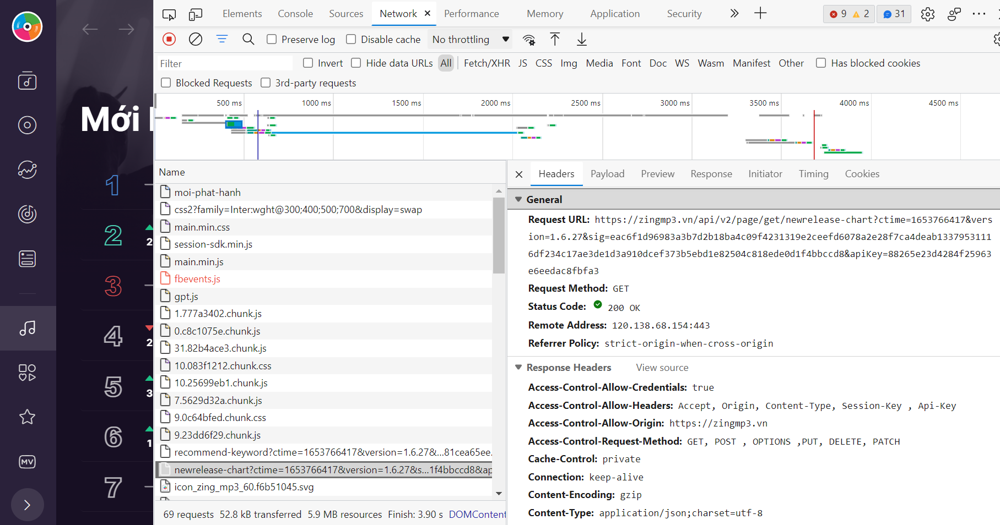 Elements Console Sources Network Performance Memory Application Security 9 2 31
Preserve log Disable cache No throttling
Filter Invert Hide data URLs All Fetch/XHR JS CSS Img Media Font Doc WS Wasm Manifest Other Has blocked cookies
Blocked Requests 3rd-party requests
500 ms 1000 ms 1500 ms 2000 ms 2500 ms 3000 ms 3500 ms 4000 ms 4500 ms
Mới
1
2
2
3
4
2
5
3
6
1
7
MV
Name
moi-phat-hanh
css2?family=Inter:wght@300;400;500;700&display=swap
main.min.css
session-sdk.min.js
main.min.js
fbevents.js
gpt.js
1.777a3402.chunk.js
0.c8c1075e.chunk.js
31.82b4ace3.chunk.js
10.083f1212.chunk.css
10.25699eb1.chunk.js
7.5629d32a.chunk.js
9.0c64bfed.chunk.css
9.23dd6f29.chunk.js
recommend-keyword?ctime=1653766417&version=1.6.27&...81cea65ee.
newrelease-chart?ctime=1653766417&version=1.6.27&s...1f4bbccd8&ap
icon_zing_mp3_60.f6b51045.svg
69 requests 52.8 kB transferred 5.9 MB resources Finish: 3.90 s DOMContent
Headers Payload Preview Response Initiator Timing Cookies
General
Request URL: https://zingmp3.vn/api/v2/page/get/newrelease-chart?ctime=1653766417&vers
ion=1.6.27&sig=eac6f1d96983a3b7d2b18ba4c09f4231319e2ceefd6078a2e28f7ca4deab1337953111
6df234c17ae3de1d3a910dcef373b5ebd1e82504c818ede0d1f4bbccd8&apiKey=88265e23d4284f25963
e6eedac8fbfa3
Request Method: GET
Status Code: 200 OK
Remote Address: 120.138.68.154:443
Referrer Policy: strict-origin-when-cross-origin
Response Headers View source
Access-Control-Allow-Credentials: true
Access-Control-Allow-Headers: Accept, Origin, Content-Type, Session-Key , Api-Key
Access-Control-Allow-Origin: https://zingmp3.vn
Access-Control-Request-Method: GET, POST , OPTIONS ,PUT, DELETE, PATCH
Cache-Control: private
Connection: keep-alive
Content-Encoding: gzip
Content-Type: application/json;charset=utf-8